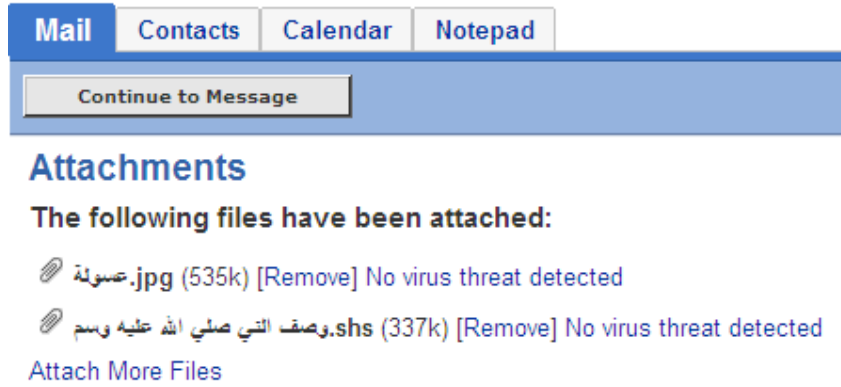 Mail Contacts Calendar Notepad
Continue to Message
Attachments
The following files have been attached:
عسولة.jpg (535k) [Remove] No virus threat detected
وصف التي صلي الله عليه وسم.shs (337k) [Remove] No virus threat detected
Attach More Files